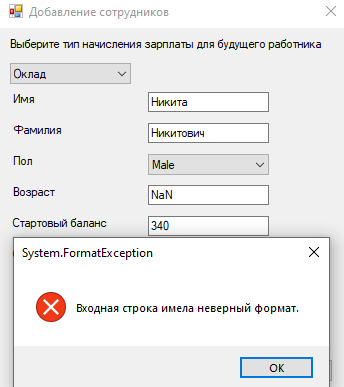 Добавление сотрудников
Выберите тип начисления зарплаты для будущего работника
Оклад
Имя Никита
Фамилия Никитович
Пол Male
Возраст NaN
Стартовый баланс 340
System.FormatException
Входная строка имела неверный формат.
OK